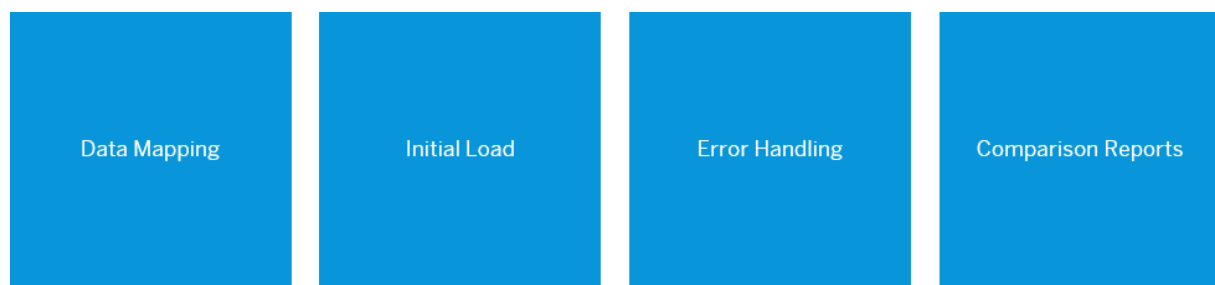 Data Mapping
Initial Load
Error Handling
Comparison Reports